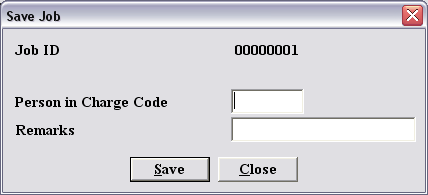 Save Job
Job ID 00000001
Person in Charge Code
Remarks
Save Close